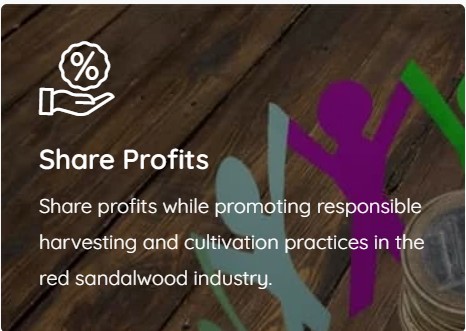 %
Share Profits
Share profits while promoting responsible
harvesting and cultivation practices in the
red sandalwood industry.